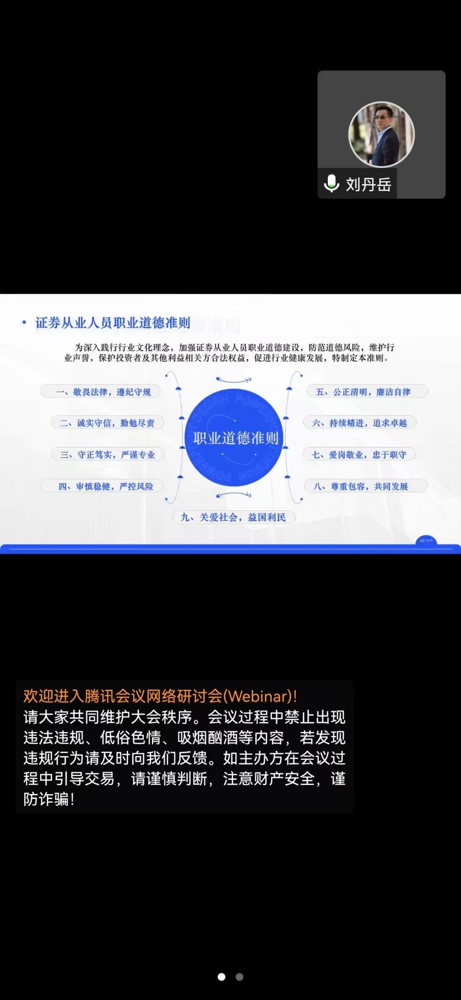 刘丹岳
• 证券从业人员职业道德准则
为深入践行行业文化理念，加强证券从业人员职业道德建设，防范道德风险，维护行
业声誉，保护投资者及其他利益相关方合法权益，促进行业健康发展，特制定本准则。
一、敬畏法律，遵纪守规
二、诚实守信，勤勉尽责
三、守正笃实，严谨专业
四、审慎稳健，严控风险
职业道德准则
POWERPOINT DESIGN POWERPOINT DESIGN
五、公正清明，廉洁自律
六、持续精进，追求卓越
七、爱岗敬业，忠于职守
八、尊重包容，共同发展
九、关爱社会，益国利民
GD PPT
欢迎进入腾讯会议网络研讨会(Webinar)!
请大家共同维护大会秩序。会议过程中禁止出现
违法违规、低俗色情、吸烟酗酒等内容，若发现
违规行为请及时向我们反馈。如主办方在会议过
程中引导交易，请谨慎判断，注意财产安全，谨
防诈骗！